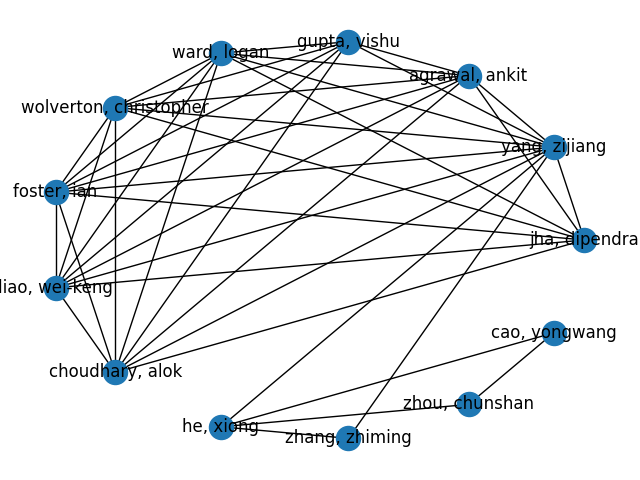 gupta, vishu
ward, logan
agrawal, ankit
wolverton, christopher
yang, zijiang
foster, ian
jha, dipendra
liao, wei-keng
cao, yongwang
choudhary, alok
zhou, chunshan
he, xiong
zhang, zhiming